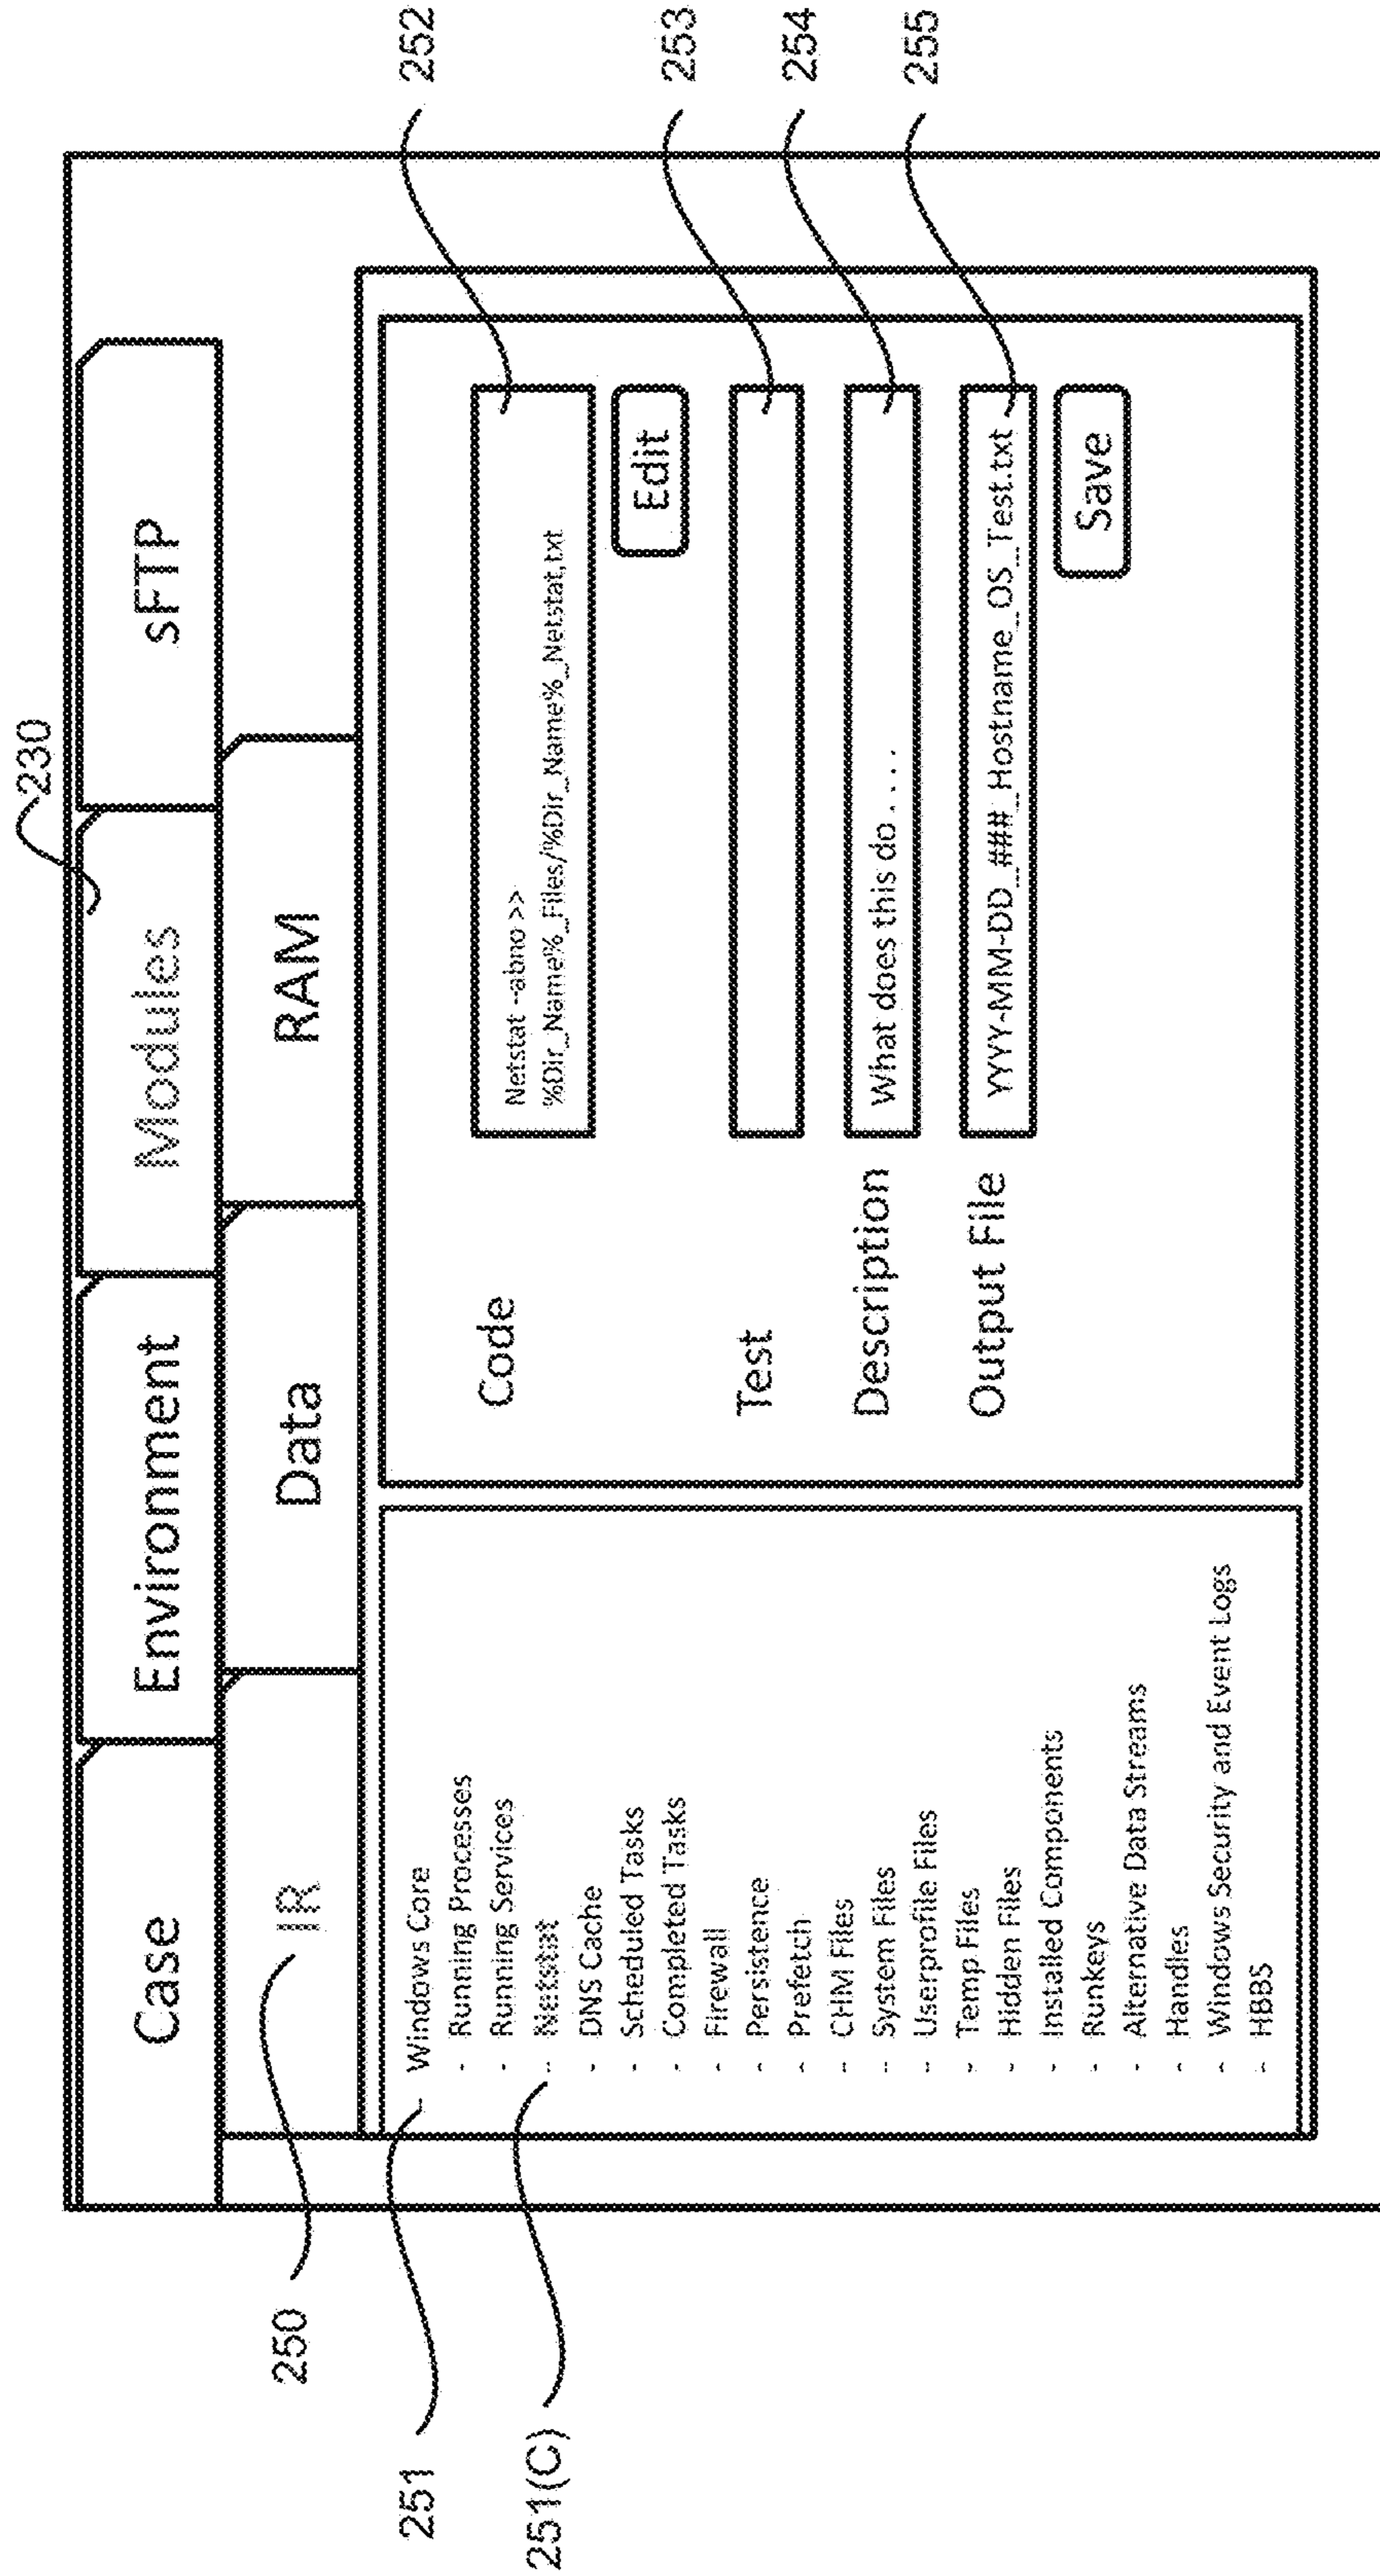 230
Case
Environment
Modules
sFTP
250
IR
Data
RAM
251
Windows Core
- Running Processes
- Running Services
251(C)
- Netstat
- DNS Cache
- Scheduled Tasks
- Completed Tasks
- Firewall
- Persistence
- Prefetch
- CHM Files
- System Files
- Userprofile Files
- Temp Files
- Hidden Files
- Installed Components
- Runkeys
- Alternative Data Streams
- Handles
- Windows Security and Event Logs
- HBBS
Code
Netstat -abno >>
%Dir_Name%_Files/%Dir_Name%_Netstat.txt
252
Edit
Test
253
Description
What does this do . . . .
254
Output File
YYYY-MM-DD_###_Hostname_OS_Test.txt
255
Save